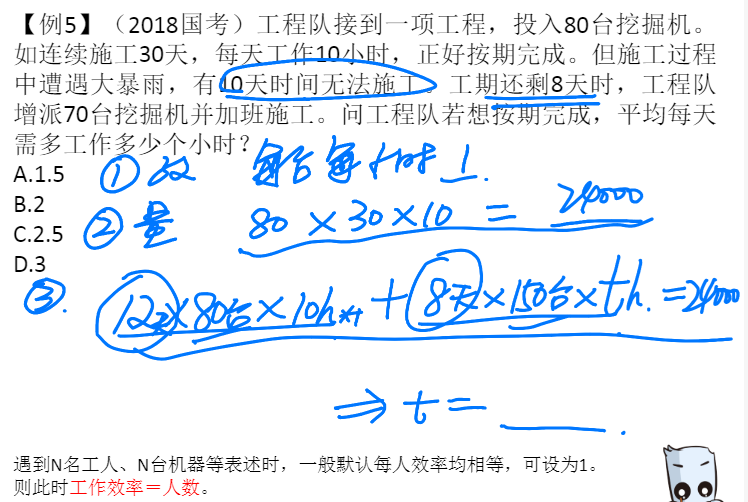 【例5】（2018国考）工程队接到一项工程，投入80台挖掘机。
如连续施工30天，每天工作10小时，正好按期完成。但施工过程
中遭遇大暴雨，有10天时间无法施工，工期还剩8天时，工程队
增派70台挖掘机并加班施工。问工程队若想按期完成，平均每天
需多工作多少个小时？
A.1.5
B.2
C.2.5
D.3
① 效 每台每小时 1.
② 量 80 × 30 × 10 = 24000
③. 12天×80台×10h/天 + 8天×150台×th. =24000
⇒ t =
遇到N名工人、N台机器等表述时，一般默认每人效率均相等，可设为1。
则此时工作效率＝人数。